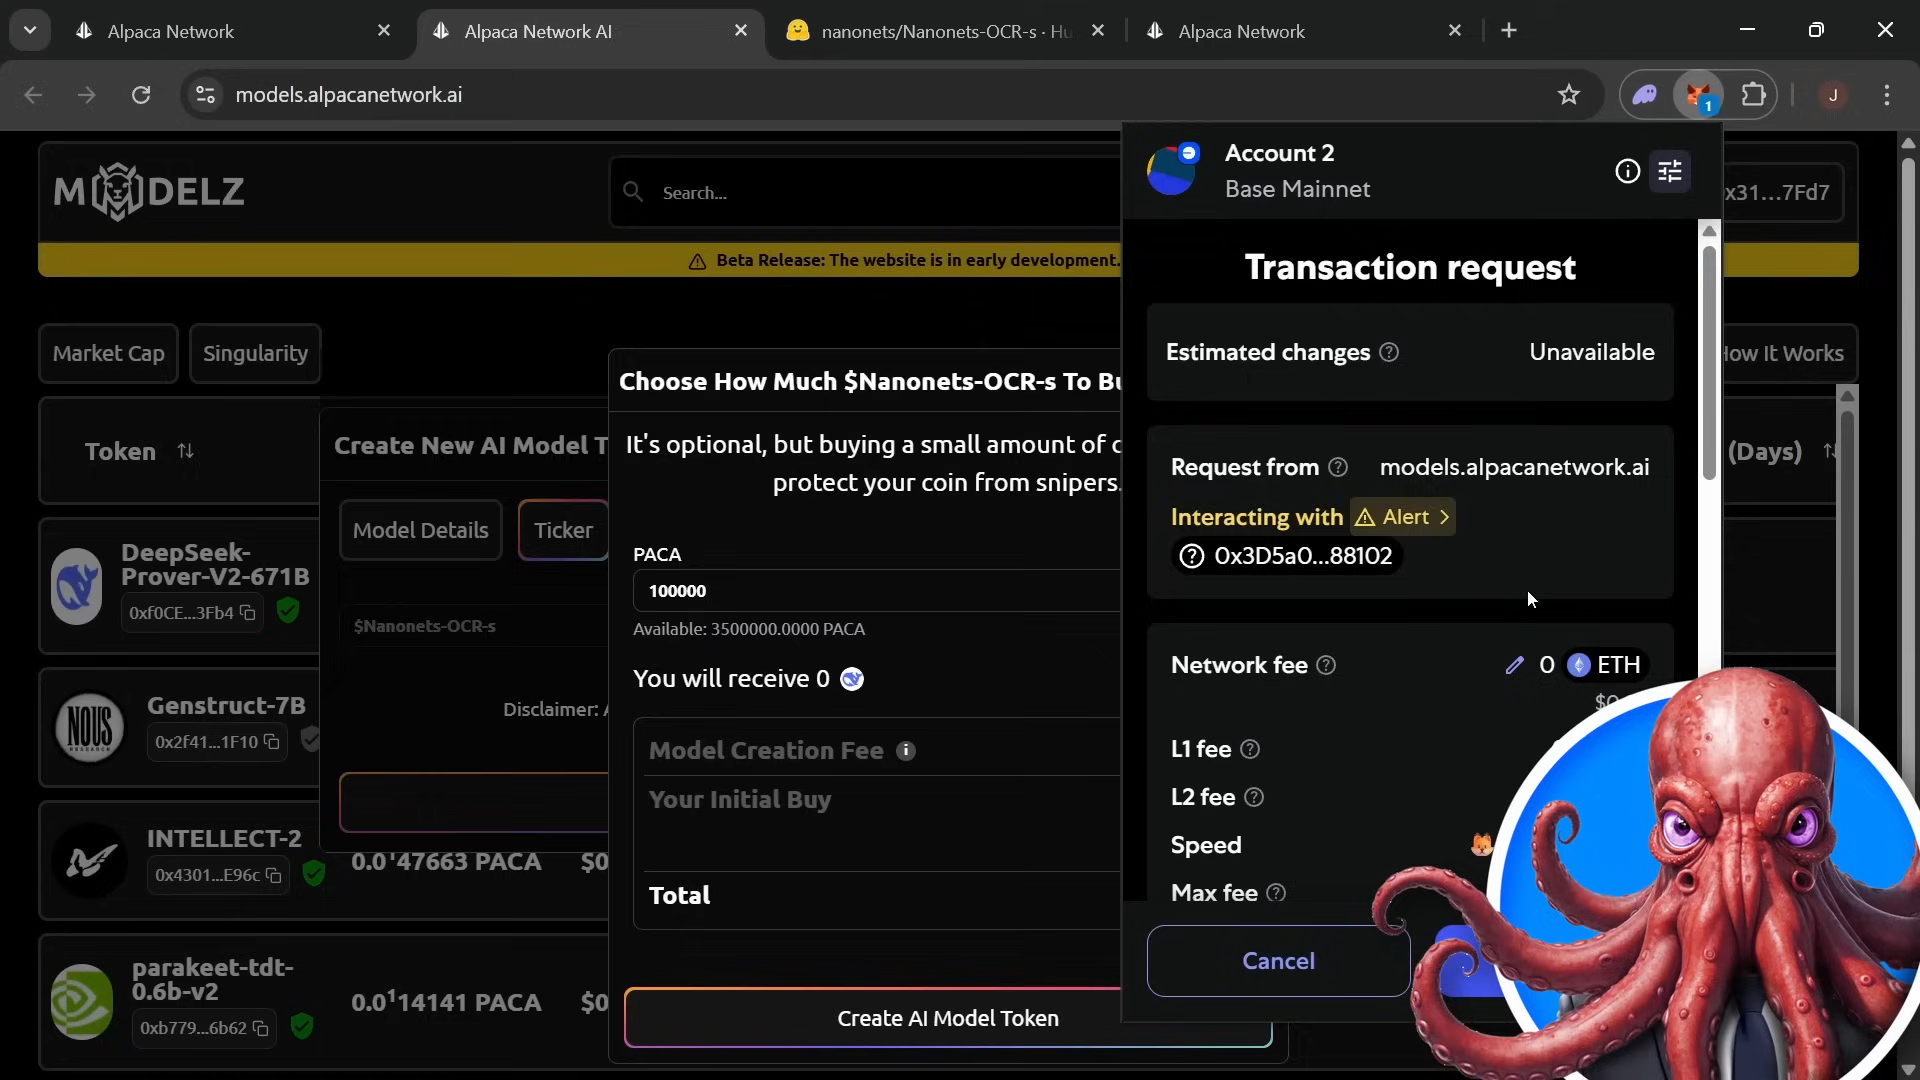 Alpaca Network
Alpaca Network AI
nanonets/Nanonets-OCR-s · Hu
Alpaca Network
models.alpacanetwork.ai
1
J
MODELZ
Search...
x31...7Fd7
Beta Release: The website is in early development.
Market Cap
Singularity
How It Works
Token
(Days)
DeepSeek-
Prover-V2-671B
0xf0CE...3Fb4
Genstruct-7B
0x2f41...1F10
NOUS
RESEARCH
INTELLECT-2
0x4301...E96c
0.0¹47663 PACA
$0
parakeet-tdt-
0.6b-v2
0xb779...6b62
0.0¹14141 PACA
$0
Create New AI Model T
Model Details
Ticker
$Nanonets-OCR-s
Disclaimer: A
Choose How Much $Nanonets-OCR-s To Bu
It's optional, but buying a small amount of c
protect your coin from snipers.
PACA
100000
Available: 3500000.0000 PACA
You will receive 0
Model Creation Fee
Your Initial Buy
Total
Create AI Model Token
Account 2
Base Mainnet
Transaction request
Estimated changes
Unavailable
Request from
models.alpacanetwork.ai
Interacting with
Alert
0x3D5a0...88102
Network fee
0
ETH
L1 fee
L2 fee
Speed
Max fee
Cancel